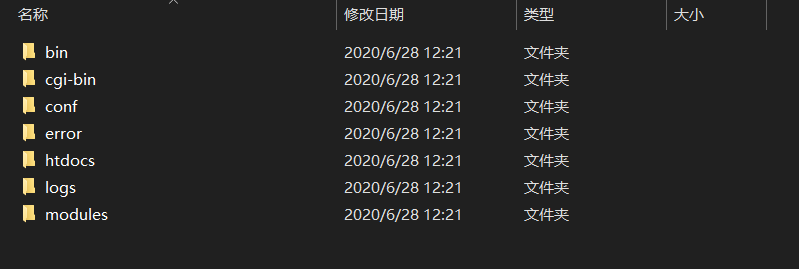 名称 修改日期 类型 大小
bin 2020/6/28 12:21 文件夹
cgi-bin 2020/6/28 12:21 文件夹
conf 2020/6/28 12:21 文件夹
error 2020/6/28 12:21 文件夹
htdocs 2020/6/28 12:21 文件夹
logs 2020/6/28 12:21 文件夹
modules 2020/6/28 12:21 文件夹